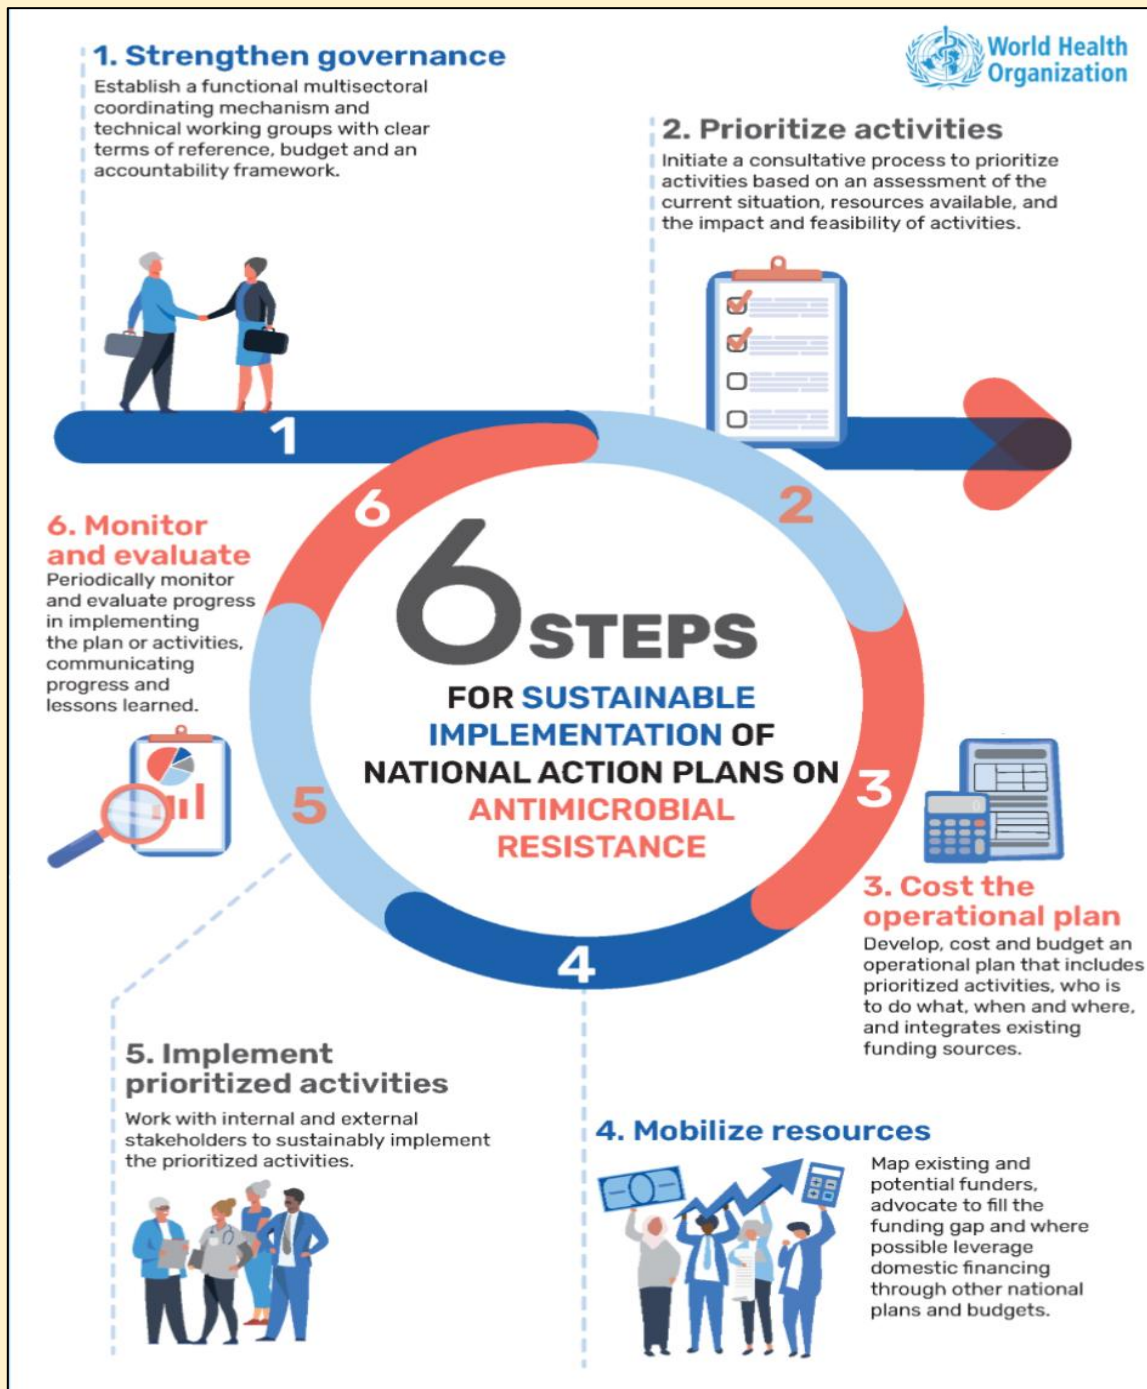 1. Strengthen governance
Establish a functional multisectoral
coordinating mechanism and
technical working groups with clear
terms of reference, budget and an
accountability framework.
World Health
Organization
2. Prioritize activities
Initiate a consultative process to prioritize
activities based on an assessment of the
current situation, resources available, and
the impact and feasibility of activities.
1
2
6
6. Monitor
and evaluate
Periodically monitor
and evaluate progress
in implementing
the plan or activities,
communicating
progress and
lessons learned.
6 STEPS
FOR SUSTAINABLE
IMPLEMENTATION OF
NATIONAL ACTION PLANS ON
ANTIMICROBIAL
RESISTANCE
3
5
4
3. Cost the
operational plan
Develop, cost and budget an
operational plan that includes
prioritized activities, who is
to do what, when and where,
and integrates existing
funding sources.
5. Implement
prioritized activities
Work with internal and external
stakeholders to sustainably implement
the prioritized activities.
4. Mobilize resources
Map existing and
potential funders,
advocate to fill the
funding gap and where
possible leverage
domestic financing
through other national
plans and budgets.